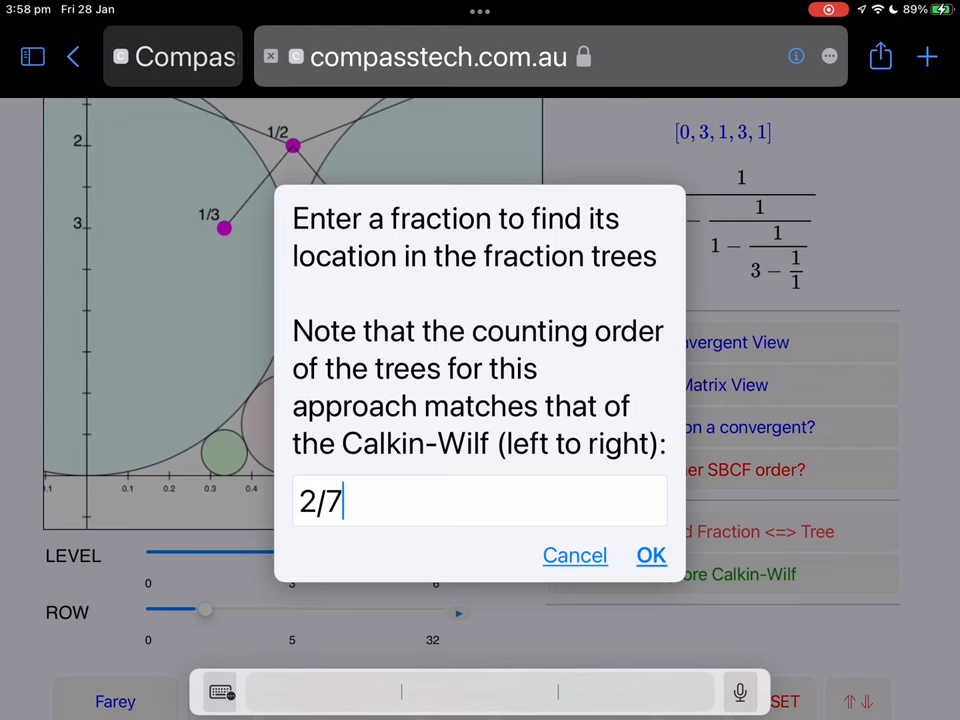 3:58 pm Fri 28 Jan
89%
Compas
compasstech.com.au
[0, 3, 1, 3, 1]
1
1
1 −
1
3 −
1
1
2
3
1/2
1/3
Enter a fraction to find its
location in the fraction trees
Note that the counting order
of the trees for this
approach matches that of
the Calkin-Wilf (left to right):
2/7
Cancel
OK
nvergent View
Matrix View
on a convergent?
er SBCF order?
d Fraction <=> Tree
ore Calkin-Wilf
.1
0.1
0.2
0.3
0.4
LEVEL
0
3
6
ROW
0
5
32
Farey
SET